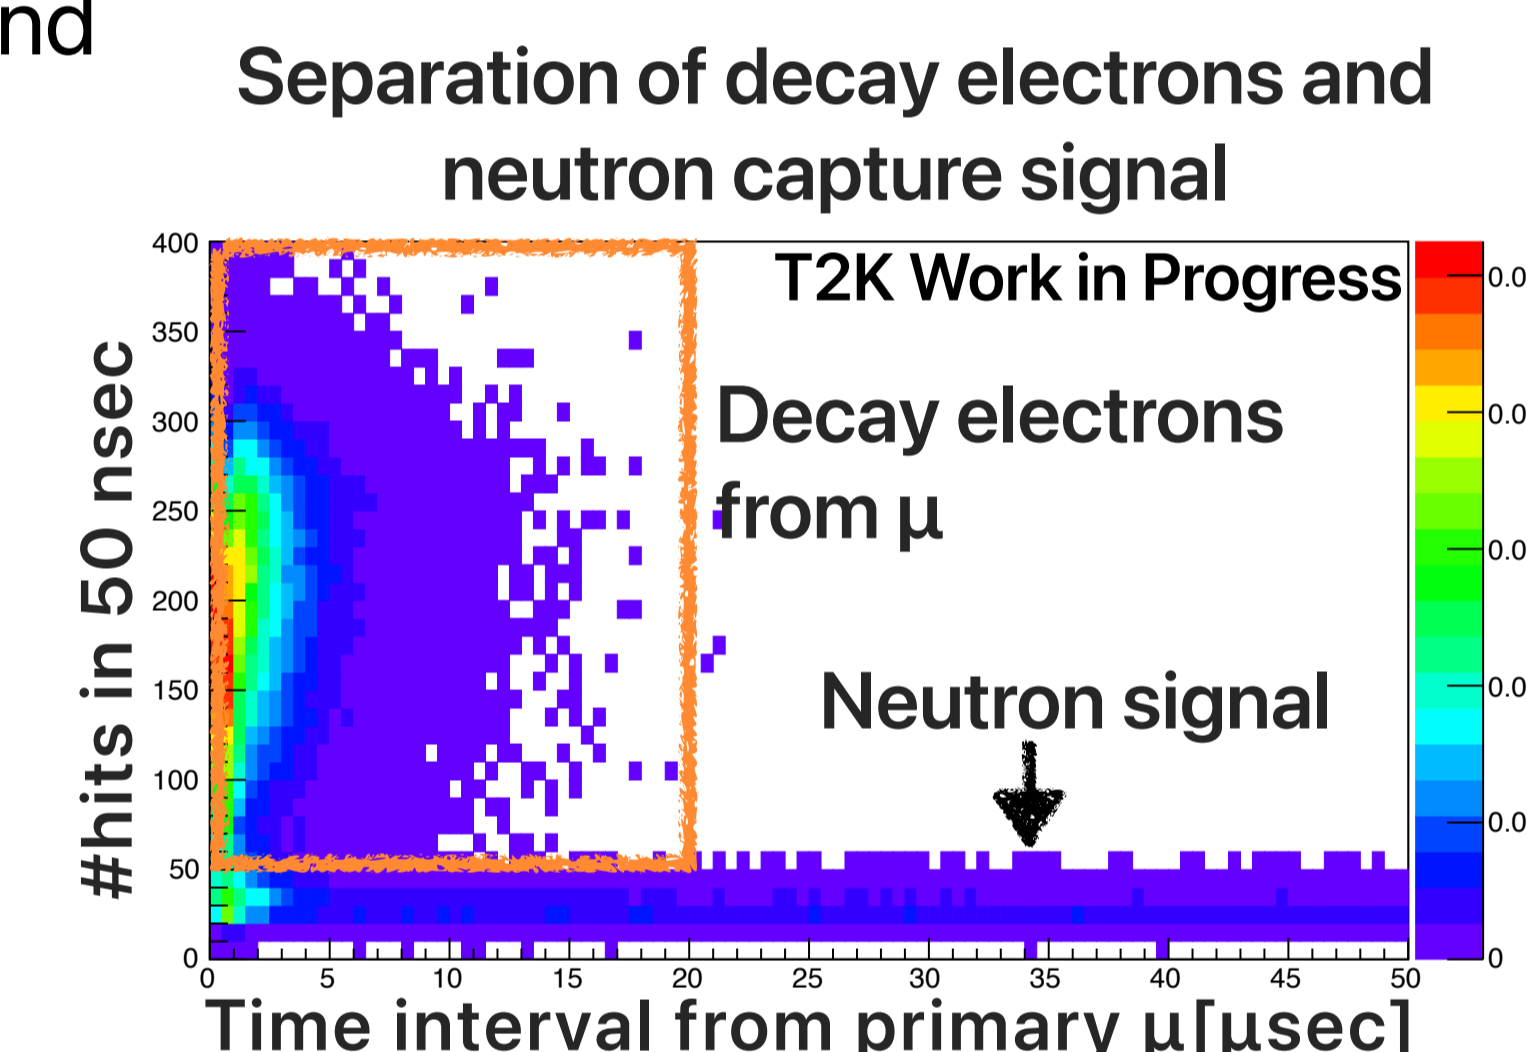 nd
Separation of decay electrons and
neutron capture signal
400
350
300
250
200
150
100
50
0
#hits in 50 nsec
T2K Work in Progress
Decay electrons
from μ
Neutron signal
0.0
0.0
0.0
0.0
0.0
0
0 5 10 15 20 25 30 35 40 45 50
Time interval from primary μ[μsec]